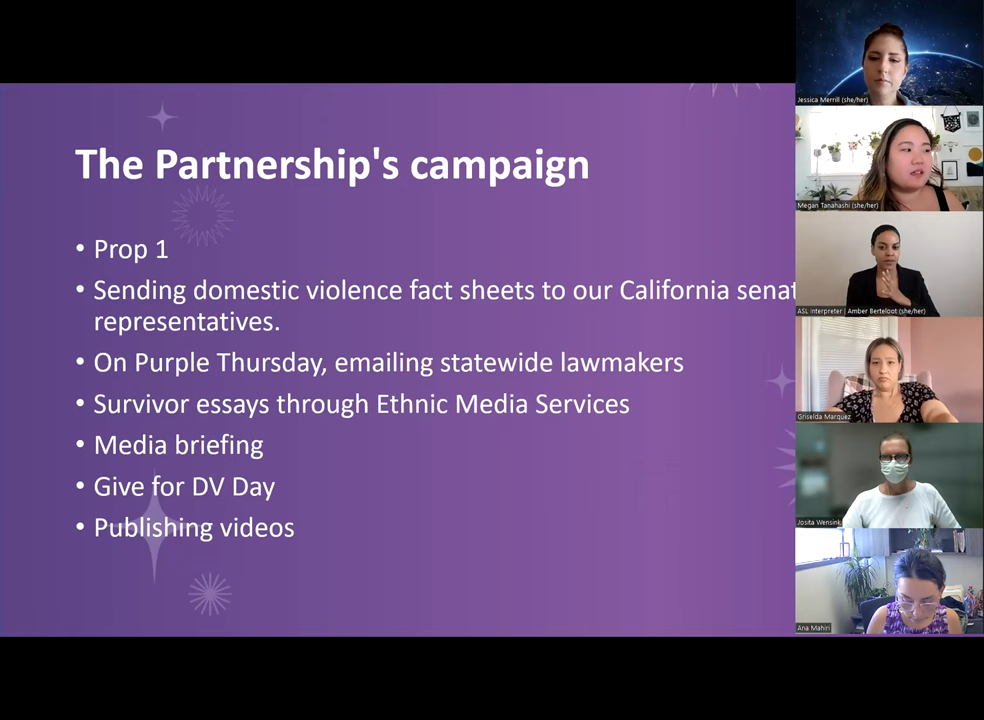 The Partnership's campaign
• Prop 1
• Sending domestic violence fact sheets to our California senat
representatives.
• On Purple Thursday, emailing statewide lawmakers
• Survivor essays through Ethnic Media Services
• Media briefing
• Give for DV Day
• Publishing videos
Jessica Merrill (she/her)
Megan Tanahashi (she/her)
ASL Interpreter | Amber Berteloot (she/her)
Griselda Marquez
Josita Wensink
Ana Mahiri